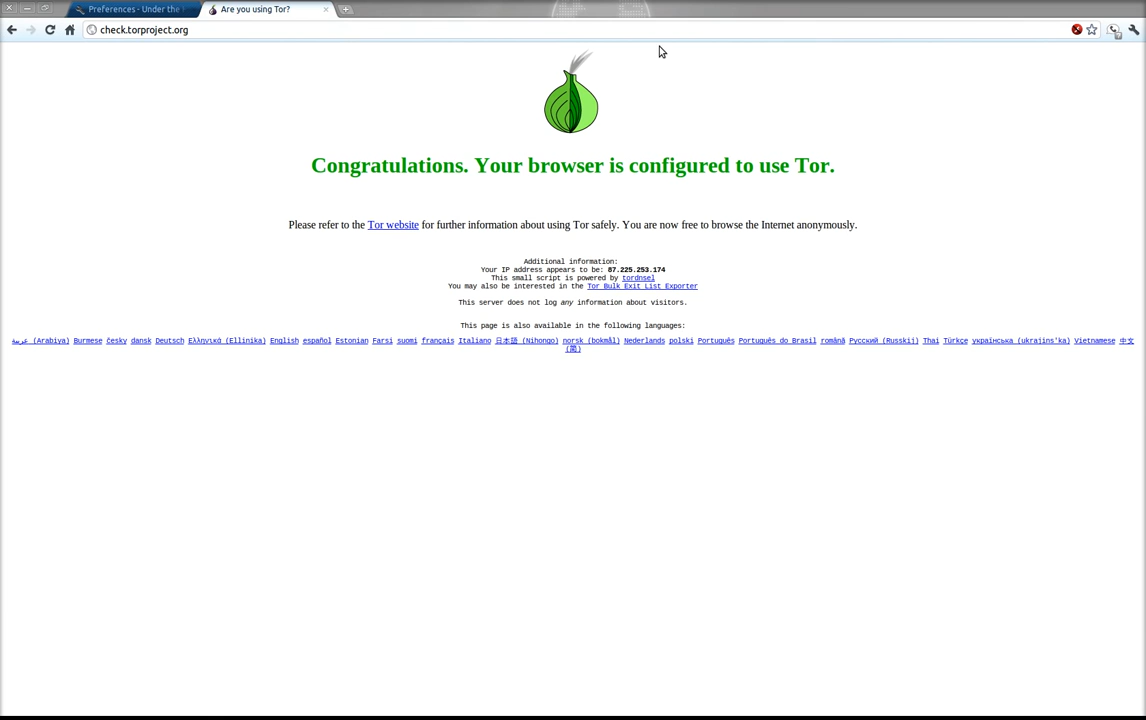 Preferences - Under the
Are you using Tor?
check.torproject.org
Congratulations. Your browser is configured to use Tor.
Please refer to the Tor website for further information about using Tor safely. You are now free to browse the Internet anonymously.
Additional information:
Your IP address appears to be: 87.225.253.174
This small script is powered by tordnsel
You may also be interested in the Tor Bulk Exit List Exporter
This server does not log any information about visitors.
This page is also available in the following languages:
عربية (Arabiya) Burmese česky dansk Deutsch Ελληνικά (Ellinika) English español Estonian Farsi suomi français Italiano 日本語 (Nihongo) norsk (bokmål) Nederlands polski Português Português do Brasil română Русский (Russkij) Thai Türkçe українська (ukrajins'ka) Vietnamese 中文
(简)